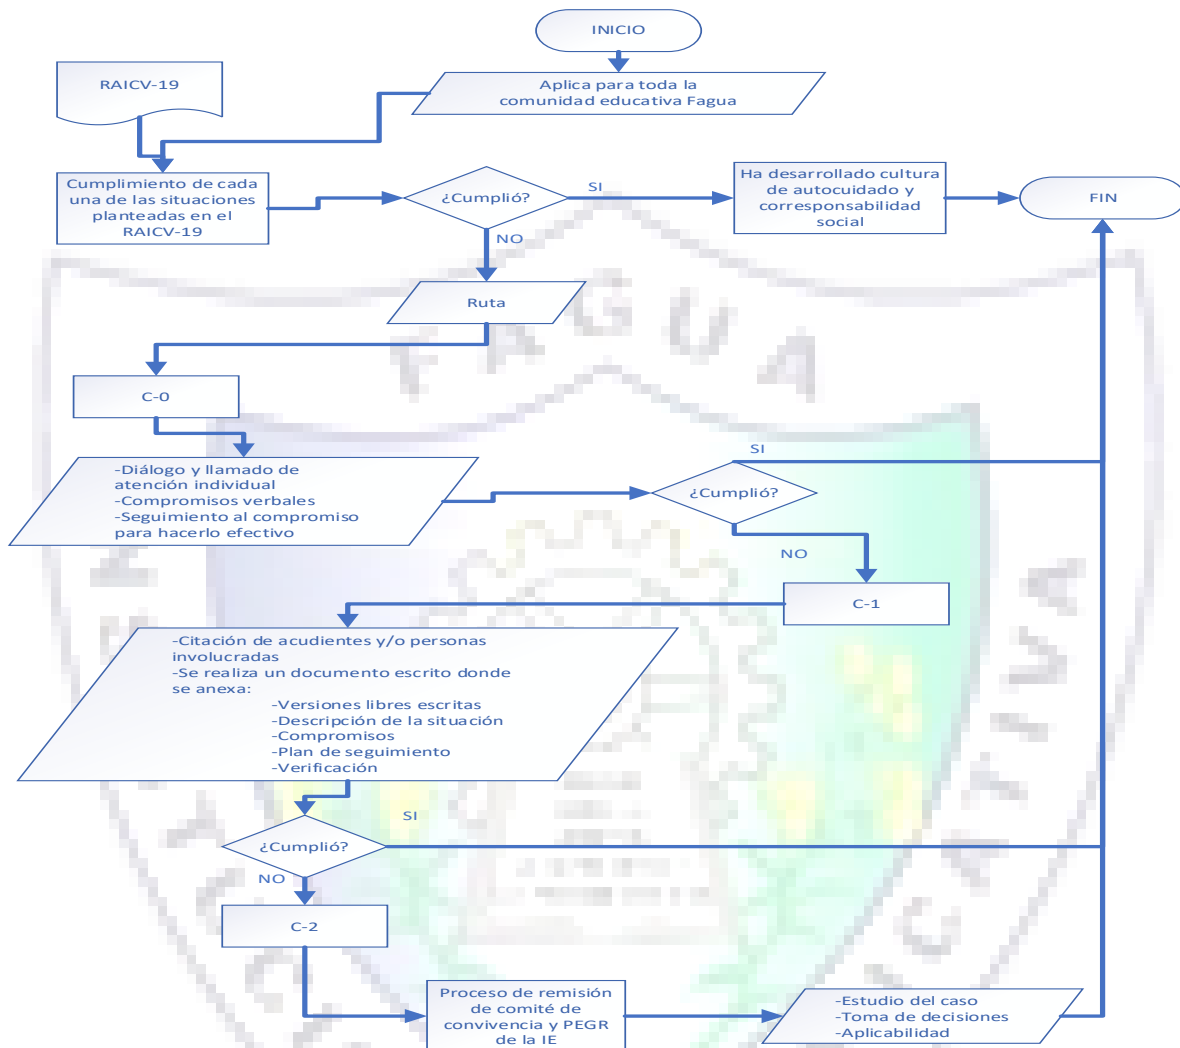 INICIO
RAICV-19
Aplica para toda la
comunidad educativa Fagua
Cumplimiento de cada
una de las situaciones
planteadas en el
RAICV-19
¿Cumplió?
SI
Ha desarrollado cultura
de autocuidado y
corresponsabilidad
social
FIN
NO
Ruta
FAGUA
C-0
-Diálogo y llamado de
atención individual
-Compromisos verbales
-Seguimiento al compromiso
para hacerlo efectivo
SI
¿Cumplió?
NO
C-1
-Citación de acudientes y/o personas
involucradas
-Se realiza un documento escrito donde
se anexa:
-Versiones libres escritas
-Descripción de la situación
-Compromisos
-Plan de seguimiento
-Verificación
SI
¿Cumplió?
NO
C-2
Proceso de remisión
de comité de
convivencia y PEGR
de la IE
-Estudio del caso
-Toma de decisiones
-Aplicabilidad